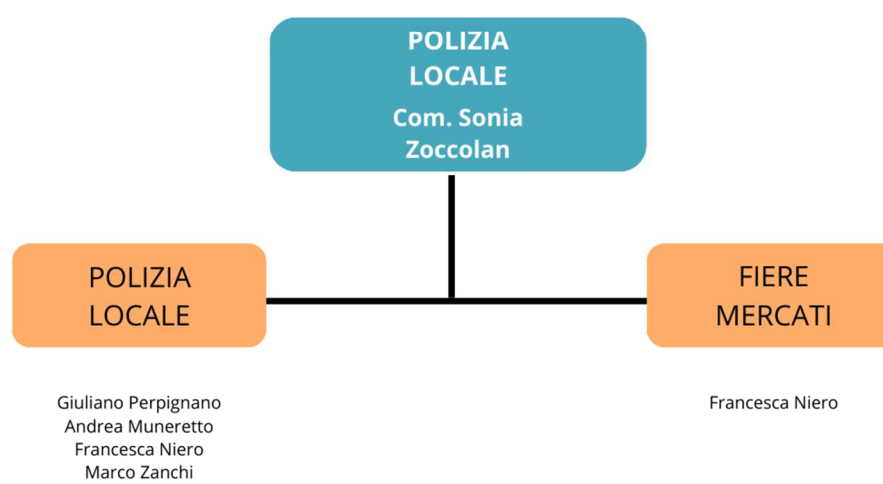 POLIZIA
LOCALE
Com. Sonia
Zoccolan
POLIZIA
LOCALE
FIERE
MERCATI
Giuliano Perpignano
Andrea Muneretto
Francesca Niero
Marco Zanchi
Francesca Niero